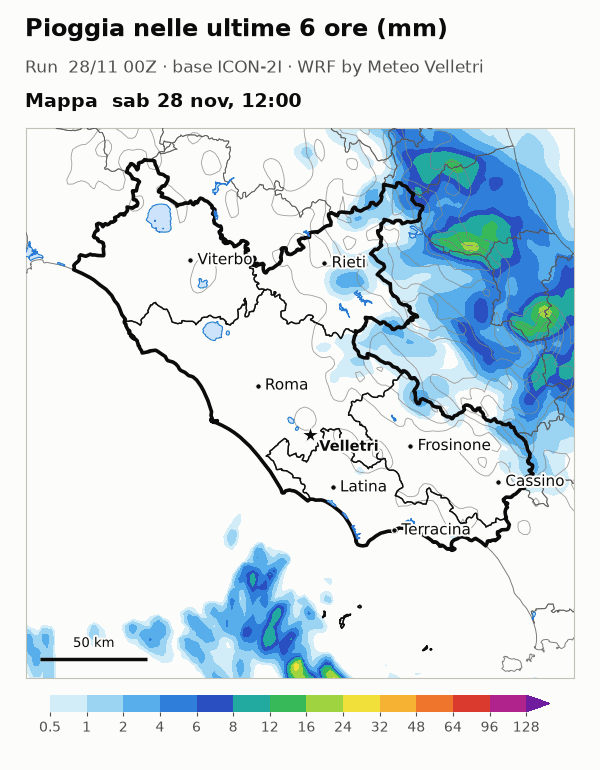 Pioggia nelle ultime 6 ore (mm)
Run  28/11 00Z · base ICON-2I · WRF by Meteo Velletri
Mappa  sab 28 nov, 12:00
Viterbo
Rieti
Roma
Velletri
Frosinone
Latina
Cassino
Terracina
50 km
0.5 1 2 4 6 8 12 16 24 32 48 64 96 128